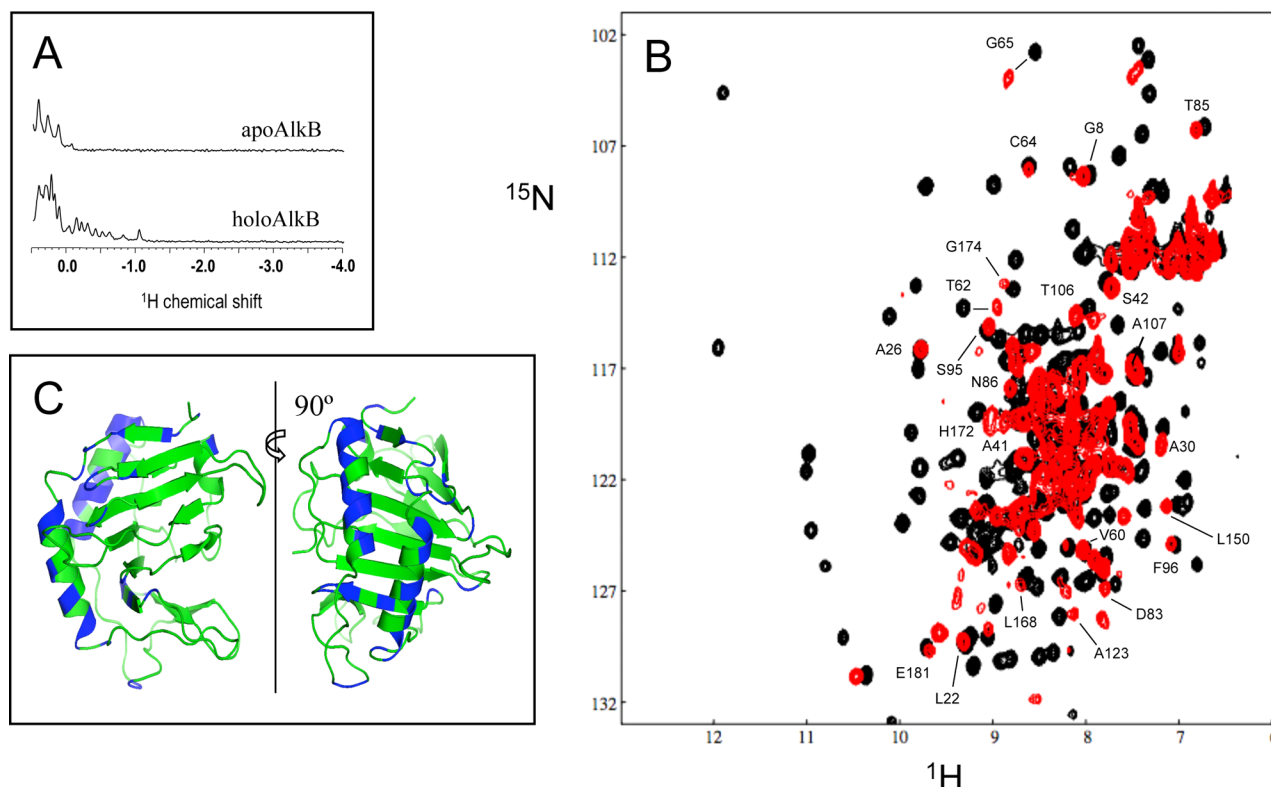 A
apoAlkB
holoAlkB
0.0 -1.0 -2.0 -3.0 -4.0
¹H chemical shift
C
90º
B
¹⁵N
102
107
112
117
122
127
132
12 11 10 9 8 7
¹H
G65
T85
C64
G8
G174
T62
T106
S42
A107
A26
S95
N86
H172
A41
A30
V60
L150
F96
L168
D83
A123
E181
L22